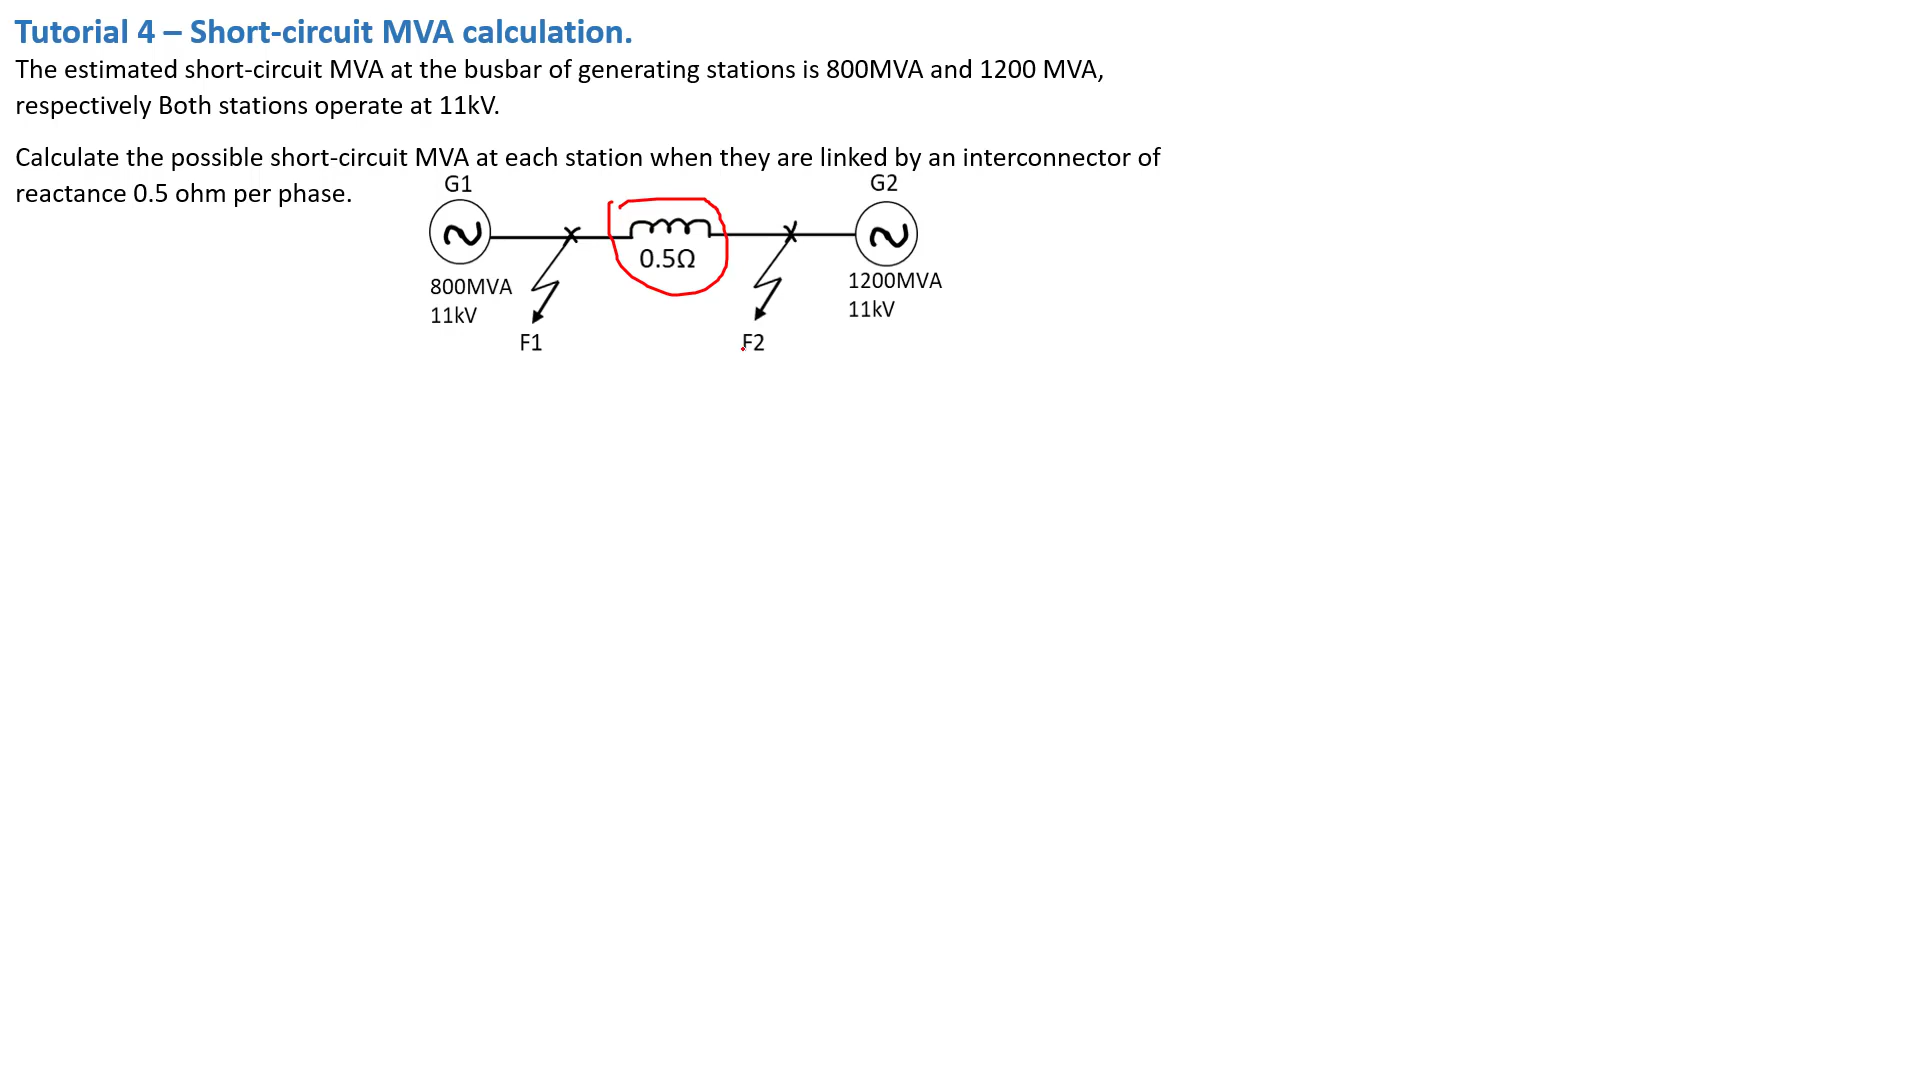 Tutorial 4 – Short-circuit MVA calculation.
The estimated short-circuit MVA at the busbar of generating stations is 800MVA and 1200 MVA,
respectively Both stations operate at 11kV.
Calculate the possible short-circuit MVA at each station when they are linked by an interconnector of
reactance 0.5 ohm per phase.
G1
G2
0.5Ω
800MVA
11kV
1200MVA
11kV
F1
F2